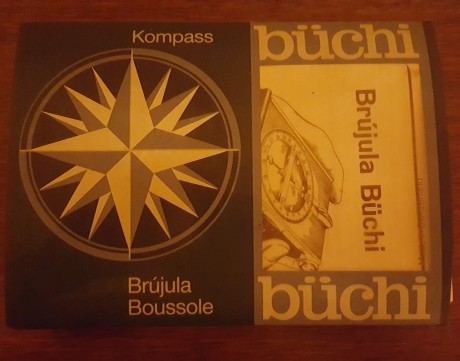 Kompass
Brújula
Boussole
büchi
Brújula Büchi
büchi